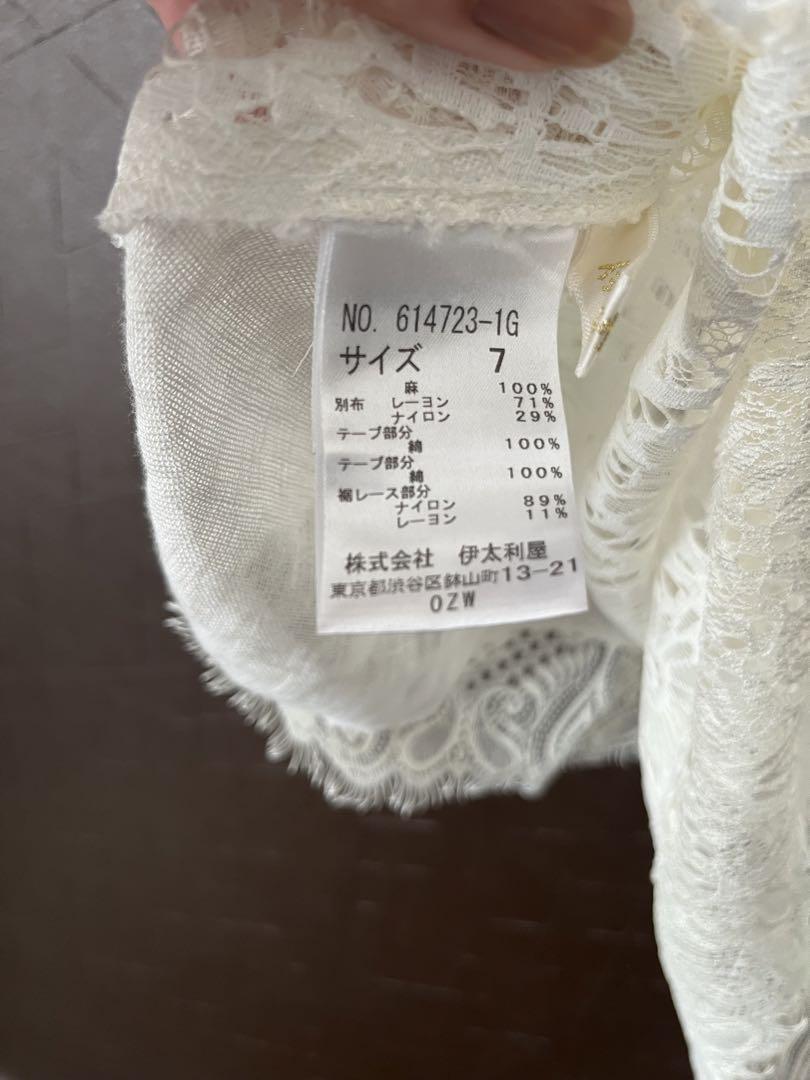 NO. 614723-1G
サイズ 7
麻 100%
別布 レーヨン 71%
ナイロン 29%
テープ部分
綿 100%
テープ部分
綿 100%
裾レース部分
ナイロン 89%
レーヨン 11%
株式会社 伊太利屋
東京都渋谷区鉢山町13-21
OZW